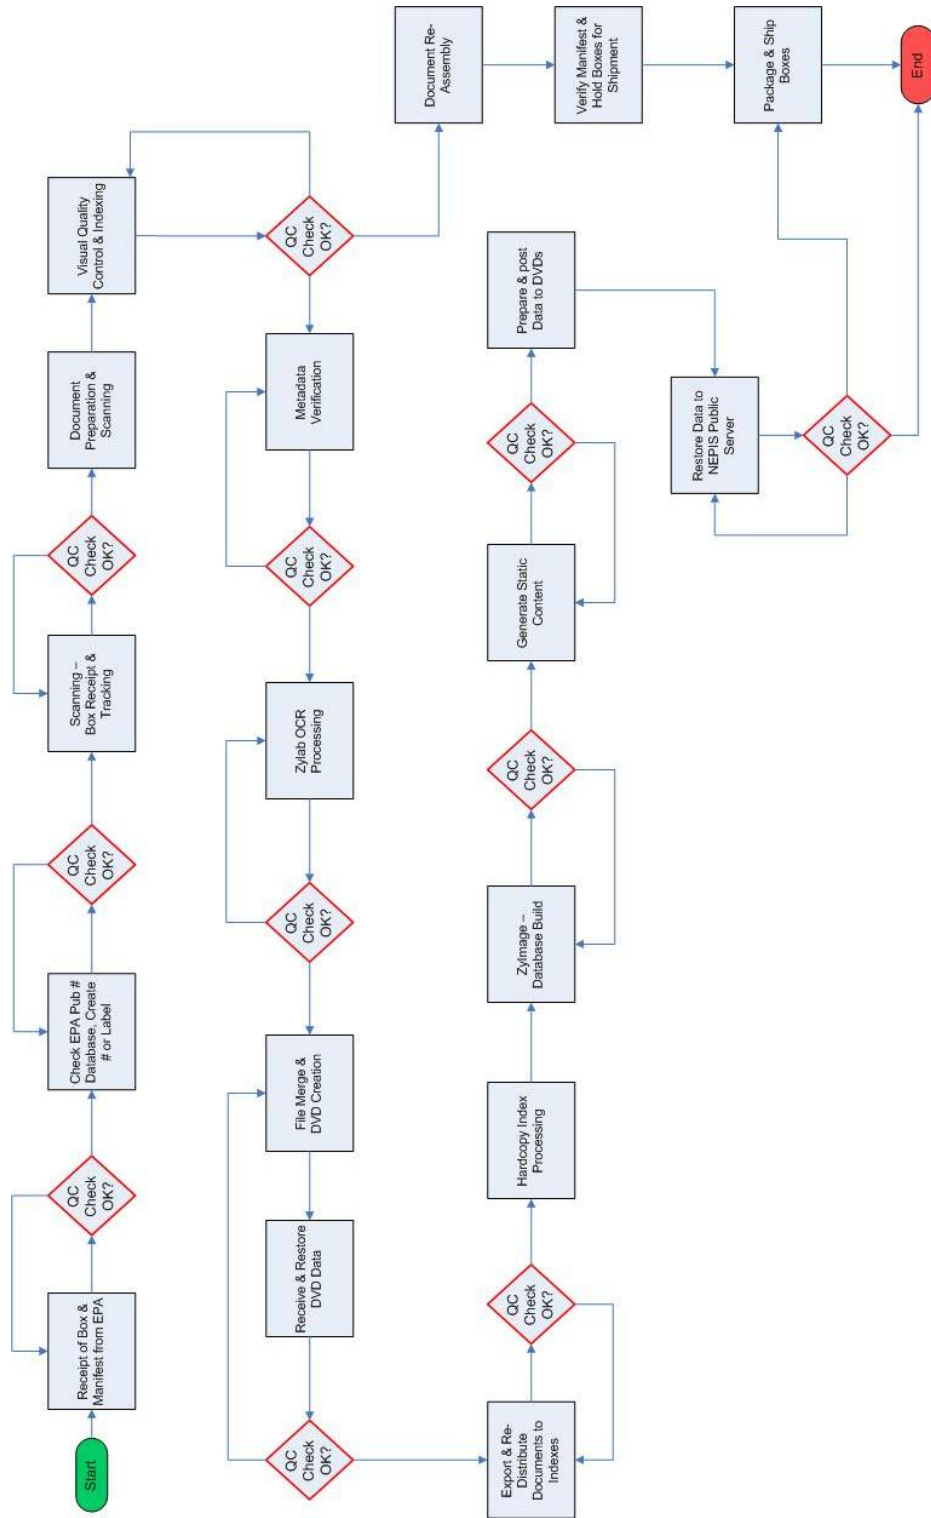 Start
Receipt of Box &
Manifest from EPA
QC
Check
OK?
Check EPA Pub #
Database, Create
# or Label
QC
Check
OK?
Scanning –
Box Receipt &
Tracking
QC
Check
OK?
Document
Preparation &
Scanning
Visual Quality
Control & Indexing
QC
Check
OK?
Metadata
Verification
QC
Check
OK?
Zylab OCR
Processing
QC
Check
OK?
File Merge &
DVD Creation
Receive & Restore
DVD Data
QC
Check
OK?
Export & Re-
Distribute
Documents to
Indexes
QC
Check
OK?
Hardcopy Index
Processing
ZyImage –
Database Build
QC
Check
OK?
Generate Static
Content
QC
Check
OK?
Prepare & post
Data to DVDs
Restore Data to
NEPIS Public
Server
QC
Check
OK?
Document Re-
Assembly
Verify Manifest &
Hold Boxes for
Shipment
Package & Ship
Boxes
End